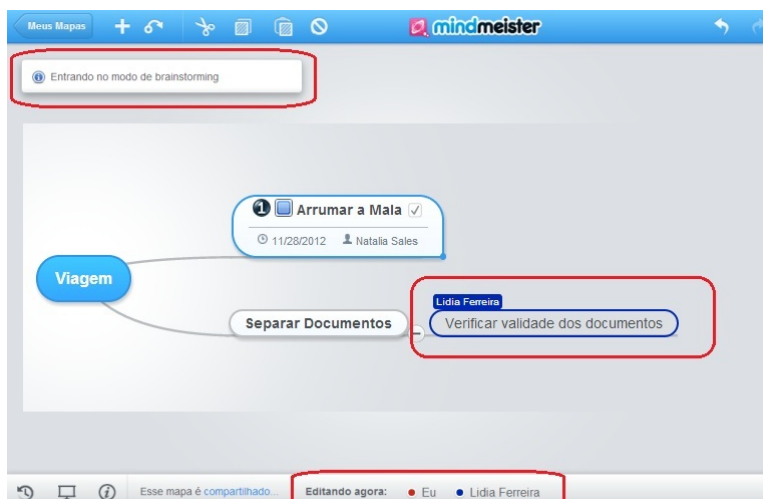 Meus Mapas
mindmeister
Entrando no modo de brainstorming
1 Arrumar a Mala
11/28/2012 Natalia Sales
Viagem
Lidia Ferreira
Separar Documentos
Verificar validade dos documentos
Esse mapa é compartilhado... Editando agora: Eu Lidia Ferreira